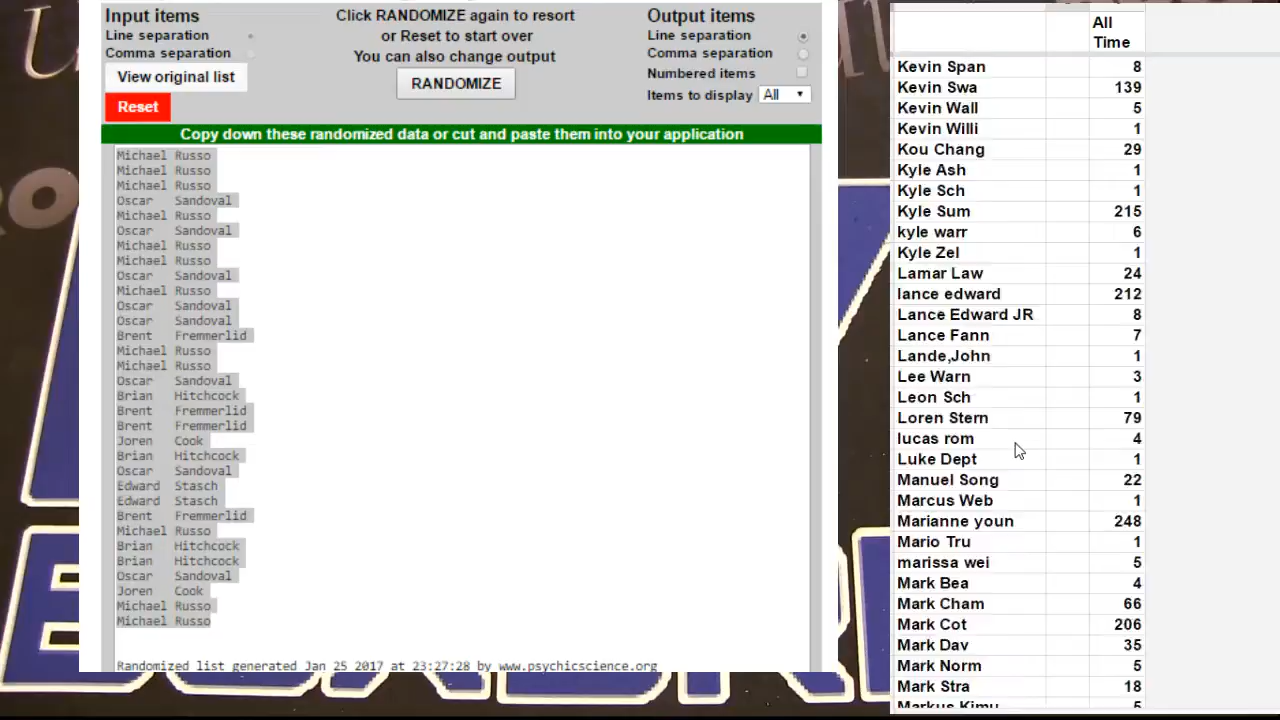 Input items
Line separation
Comma separation
View original list
Reset
Click RANDOMIZE again to resort
or Reset to start over
You can also change output
RANDOMIZE
Output items
Line separation
Comma separation
Numbered items
Items to display All
Copy down these randomized data or cut and paste them into your application
Michael Russo
Michael Russo
Michael Russo
Oscar Sandoval
Michael Russo
Oscar Sandoval
Michael Russo
Michael Russo
Oscar Sandoval
Michael Russo
Oscar Sandoval
Oscar Sandoval
Brent Fremmerlid
Michael Russo
Michael Russo
Oscar Sandoval
Brian Hitchcock
Brent Fremmerlid
Brent Fremmerlid
Joren Cook
Brian Hitchcock
Oscar Sandoval
Edward Stasch
Edward Stasch
Brent Fremmerlid
Michael Russo
Brian Hitchcock
Brian Hitchcock
Oscar Sandoval
Joren Cook
Michael Russo
Michael Russo
Randomized list generated Jan 25 2017 at 23:27:28 by www.psychicscience.org
All
Time
Kevin Span 8
Kevin Swa 139
Kevin Wall 5
Kevin Willi 1
Kou Chang 29
Kyle Ash 1
Kyle Sch 1
Kyle Sum 215
kyle warr 6
Kyle Zel 1
Lamar Law 24
lance edward 212
Lance Edward JR 8
Lance Fann 7
Lande,John 1
Lee Warn 3
Leon Sch 1
Loren Stern 79
lucas rom 4
Luke Dept 1
Manuel Song 22
Marcus Web 1
Marianne youn 248
Mario Tru 1
marissa wei 5
Mark Bea 4
Mark Cham 66
Mark Cot 206
Mark Dav 35
Mark Norm 5
Mark Stra 18
Markus Kimu 5